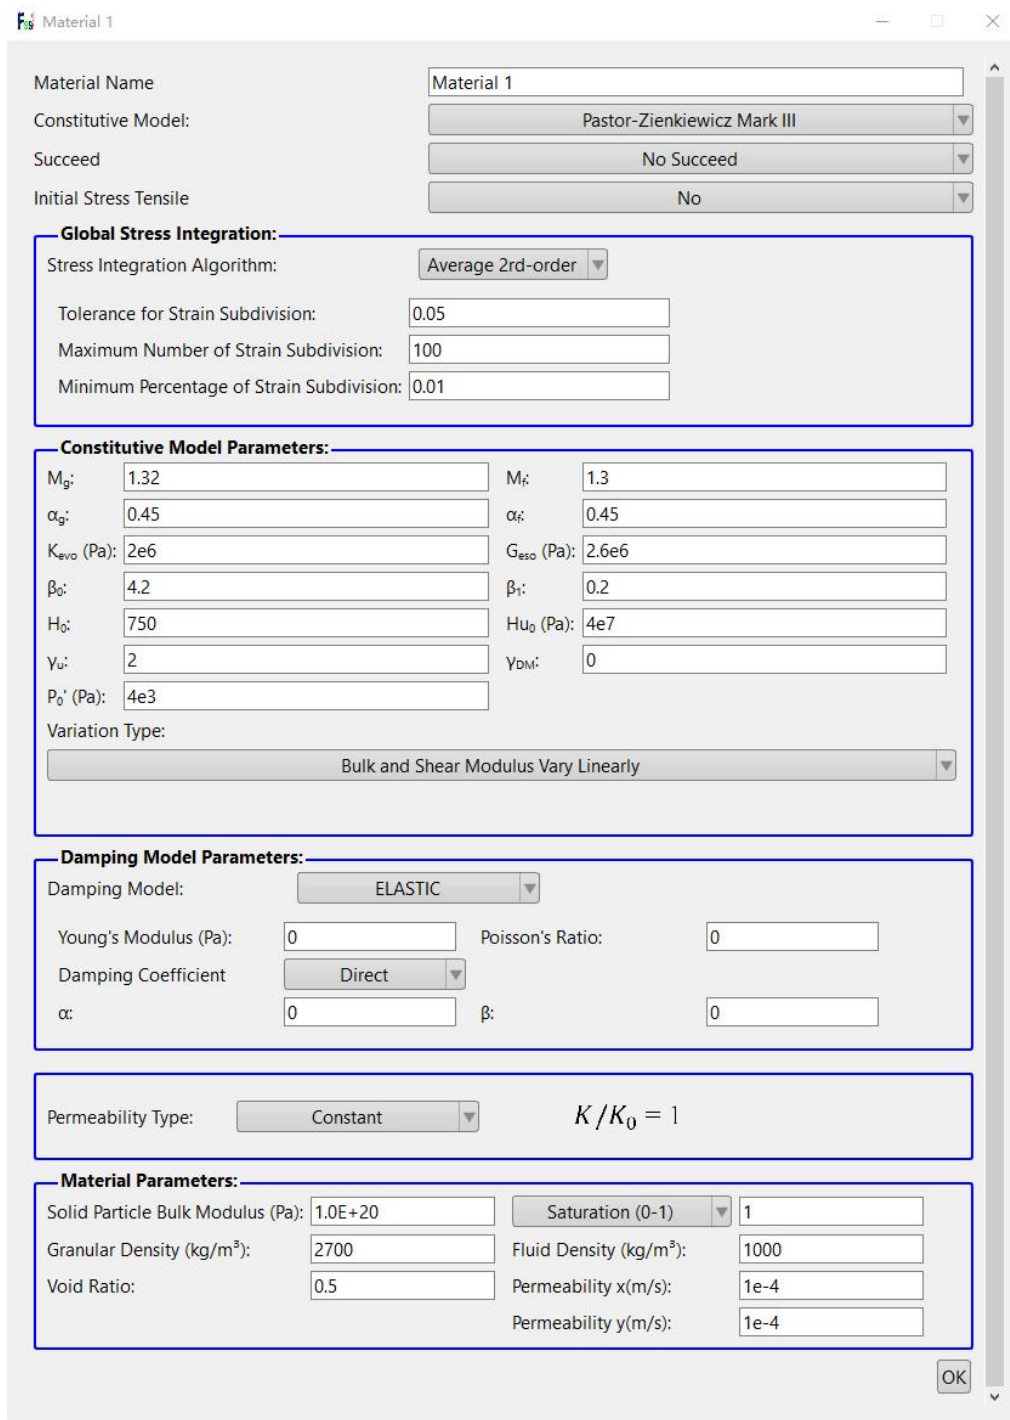 Fssi Material 1
Material Name Material 1
Constitutive Model: Pastor-Zienkiewicz Mark III
Succeed No Succeed
Initial Stress Tensile No
Global Stress Integration:
Stress Integration Algorithm: Average 2rd-order
Tolerance for Strain Subdivision: 0.05
Maximum Number of Strain Subdivision: 100
Minimum Percentage of Strain Subdivision: 0.01
Constitutive Model Parameters:
M₉: 1.32 M_f: 1.3
α_g: 0.45 α_f: 0.45
Kₑᵥₒ (Pa): 2e6 Gₑₛₒ (Pa): 2.6e6
β₀: 4.2 β₁: 0.2
H₀: 750 Hu₀ (Pa): 4e7
γᵤ: 2 γ_DM: 0
P₀' (Pa): 4e3
Variation Type:
Bulk and Shear Modulus Vary Linearly
Damping Model Parameters:
Damping Model: ELASTIC
Young's Modulus (Pa): 0 Poisson's Ratio: 0
Damping Coefficient Direct
α: 0 β: 0
Permeability Type: Constant K/K₀ = 1
Material Parameters:
Solid Particle Bulk Modulus (Pa): 1.0E+20 Saturation (0-1) 1
Granular Density (kg/m³): 2700 Fluid Density (kg/m³): 1000
Void Ratio: 0.5 Permeability x(m/s): 1e-4
Permeability y(m/s): 1e-4
OK